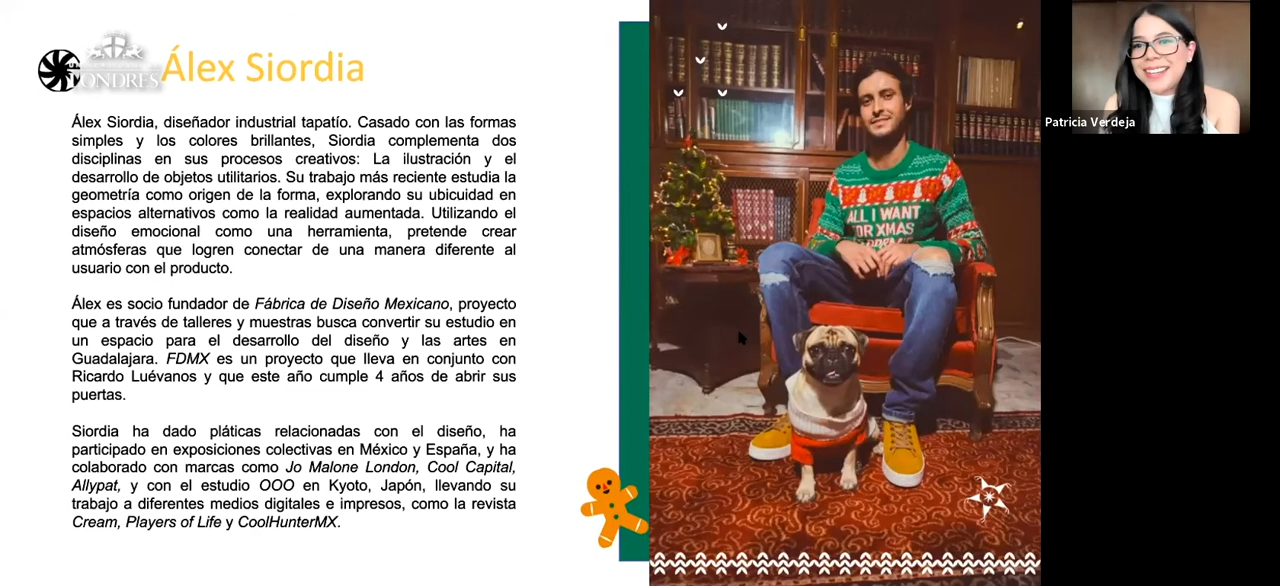 LONDRES
Álex Siordia
Álex Siordia, diseñador industrial tapatío. Casado con las formas
simples y los colores brillantes, Siordia complementa dos
disciplinas en sus procesos creativos: La ilustración y el
desarrollo de objetos utilitarios. Su trabajo más reciente estudia la
geometría como origen de la forma, explorando su ubicuidad en
espacios alternativos como la realidad aumentada. Utilizando el
diseño emocional como una herramienta, pretende crear
atmósferas que logren conectar de una manera diferente al
usuario con el producto.
Álex es socio fundador de Fábrica de Diseño Mexicano, proyecto
que a través de talleres y muestras busca convertir su estudio en
un espacio para el desarrollo del diseño y las artes en
Guadalajara. FDMX es un proyecto que lleva en conjunto con
Ricardo Luévanos y que este año cumple 4 años de abrir sus
puertas.
Siordia ha dado pláticas relacionadas con el diseño, ha
participado en exposiciones colectivas en México y España, y ha
colaborado con marcas como Jo Malone London, Cool Capital,
Allypat, y con el estudio OOO en Kyoto, Japón, llevando su
trabajo a diferentes medios digitales e impresos, como la revista
Cream, Players of Life y CoolHunterMX.
ALL I WANT
FOR XMAS
Patricia Verdeja